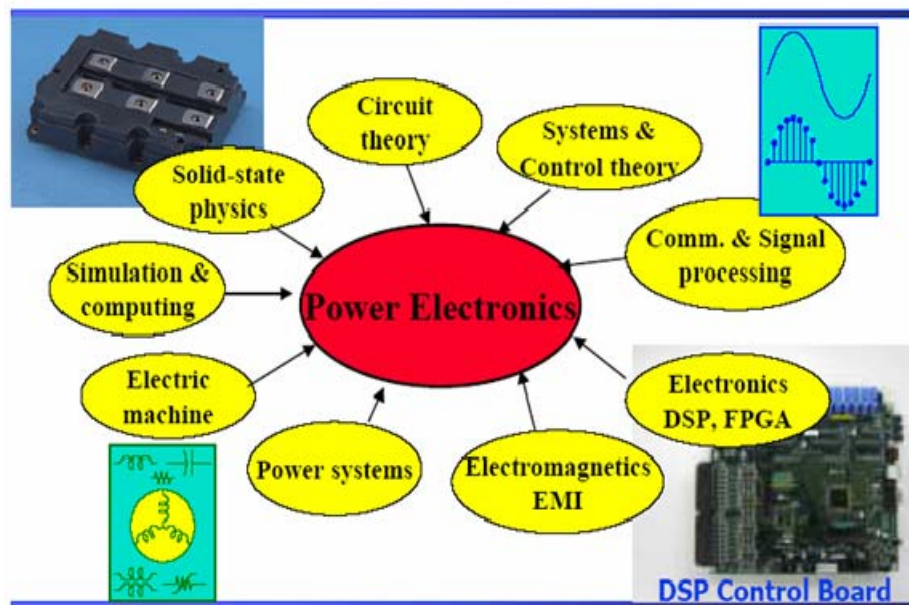 Circuit
theory
Systems &
Control theory
Solid-state
physics
Comm. & Signal
processing
Simulation &
computing
Power Electronics
Electric
machine
Electronics
DSP, FPGA
Power systems
Electromagnetics
EMI
DSP Control Board